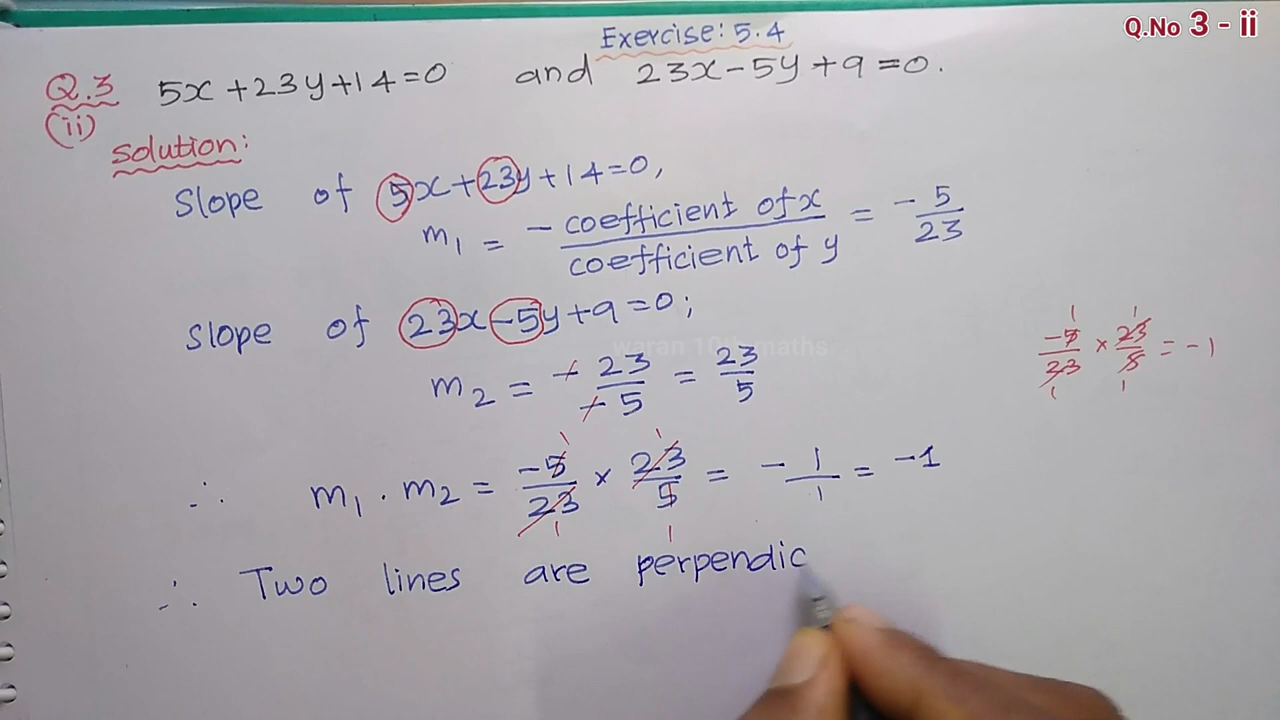 Q.No 3 - ii
Exercise: 5.4
Q.3 5x + 23y + 14 = 0 and 23x - 5y + 9 = 0.
(ii)
Solution:
Slope of 5x + 23y + 14 = 0,
m₁ = - coefficient of x / coefficient of y = - 5/23
Slope of 23x - 5y + 9 = 0;
waran 10th maths
m₂ = - 23 / - 5 = 23/5
-5/23 × 23/5 = -1
∴ m₁ . m₂ = -5/23 × 23/5 = - 1/1 = -1
∴ Two lines are perpendic